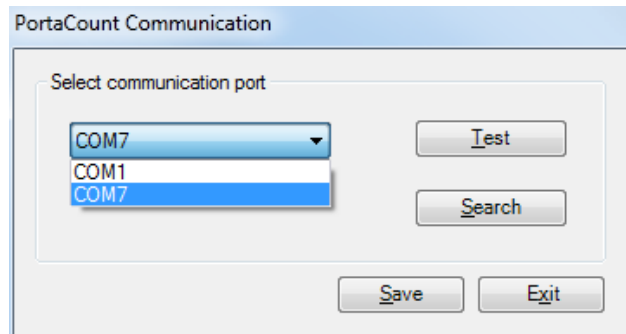 PortaCount Communication
Select communication port
COM7
Test
COM1
COM7
Search
Save
Exit